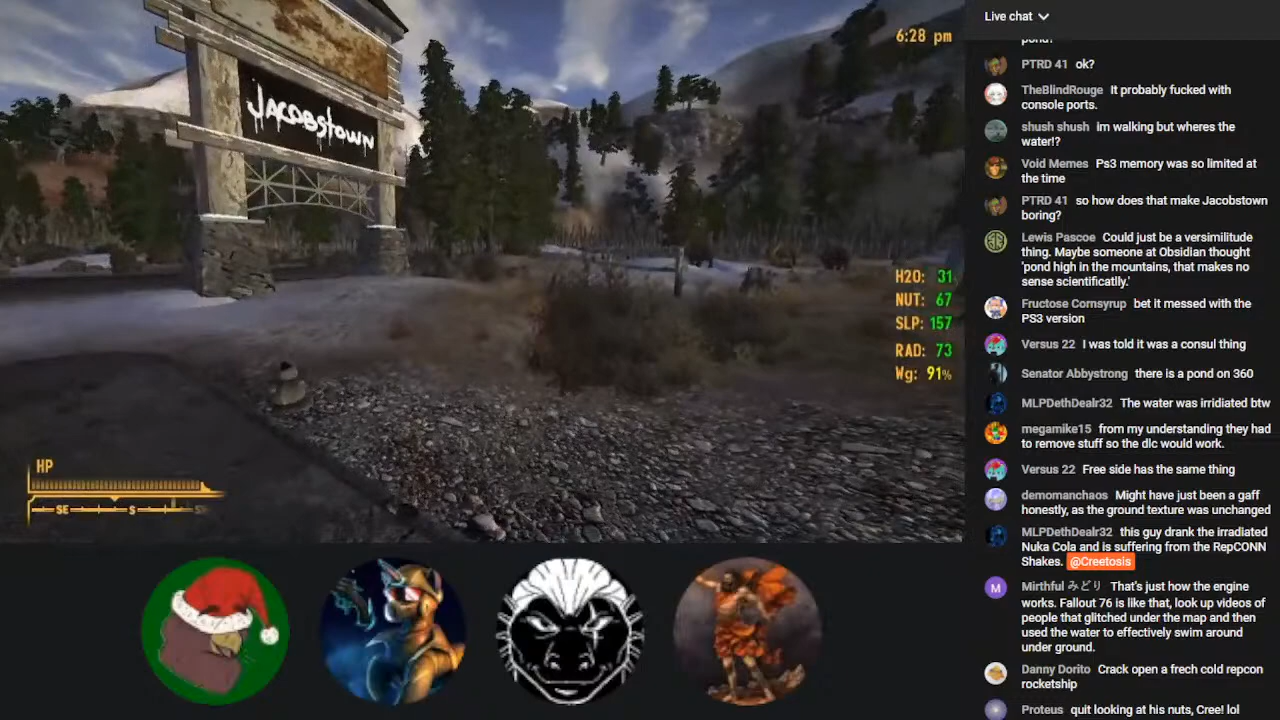 JACOBSTOWN
6:28 pm
H2O: 31
NUT: 67
SLP: 157
RAD: 73
Wg: 91%
HP
SE S
Live chat
pond?
PTRD 41 ok?
TheBlindRouge It probably fucked with
console ports.
shush shush im walking but wheres the
water!?
Void Memes Ps3 memory was so limited at
the time
PTRD 41 so how does that make Jacobstown
boring?
Lewis Pascoe Could just be a versimilitude
thing. Maybe someone at Obsidian thought
'pond high in the mountains, that makes no
sense scientificatlly.'
Fructose Cornsyrup bet it messed with the
PS3 version
Versus 22 I was told it was a consul thing
Senator Abbystrong there is a pond on 360
MLPDethDealr32 The water was irridiated btw
megamike15 from my understanding they had
to remove stuff so the dlc would work.
Versus 22 Free side has the same thing
demomanchaos Might have just been a gaff
honestly, as the ground texture was unchanged
MLPDethDealr32 this guy drank the irradiated
Nuka Cola and is suffering from the RepCONN
Shakes. @Creetosis
M
Mirthful みどり That's just how the engine
works. Fallout 76 is like that, look up videos of
people that glitched under the map and then
used the water to effectively swim around
under ground.
Danny Dorito Crack open a frech cold repcon
rocketship
Proteus quit looking at his nuts, Cree! lol